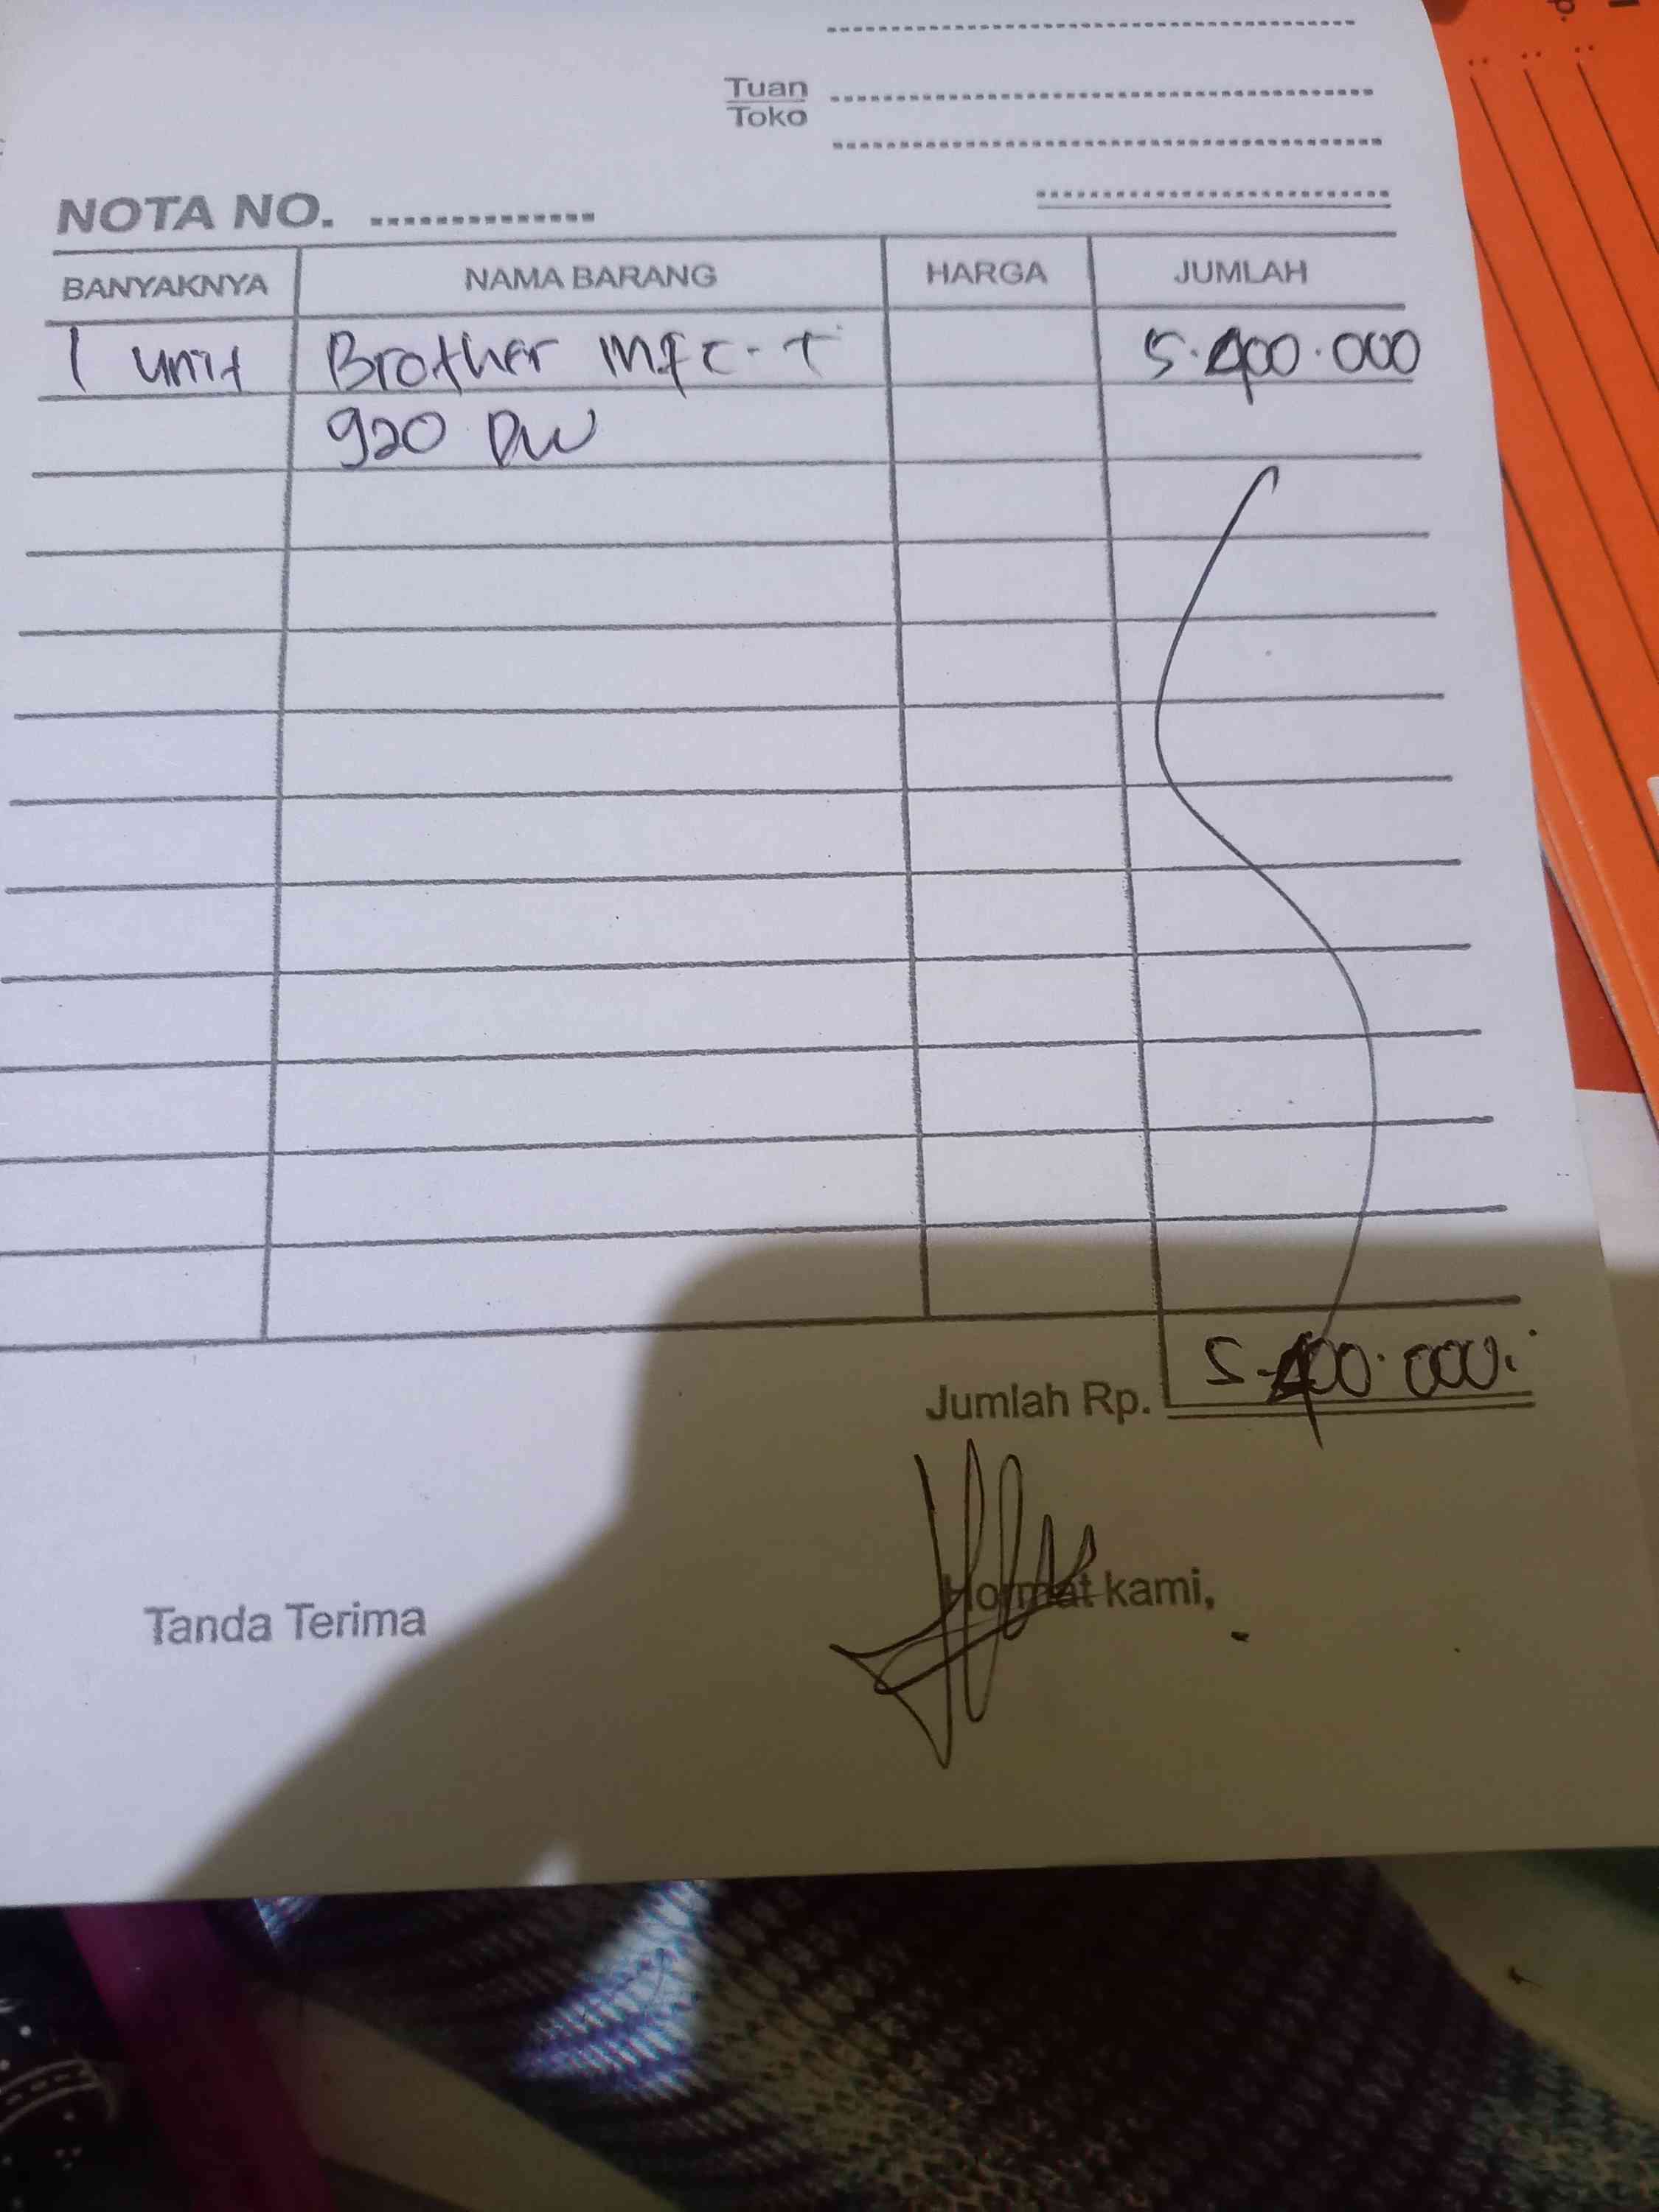 Tuan
Toko
NOTA NO.
BANYAKNYA NAMA BARANG HARGA JUMLAH
1 unit Brother mfc-T 5.400.000
920 DW
Jumlah Rp. 5.400.000
Tanda Terima Hormat kami,